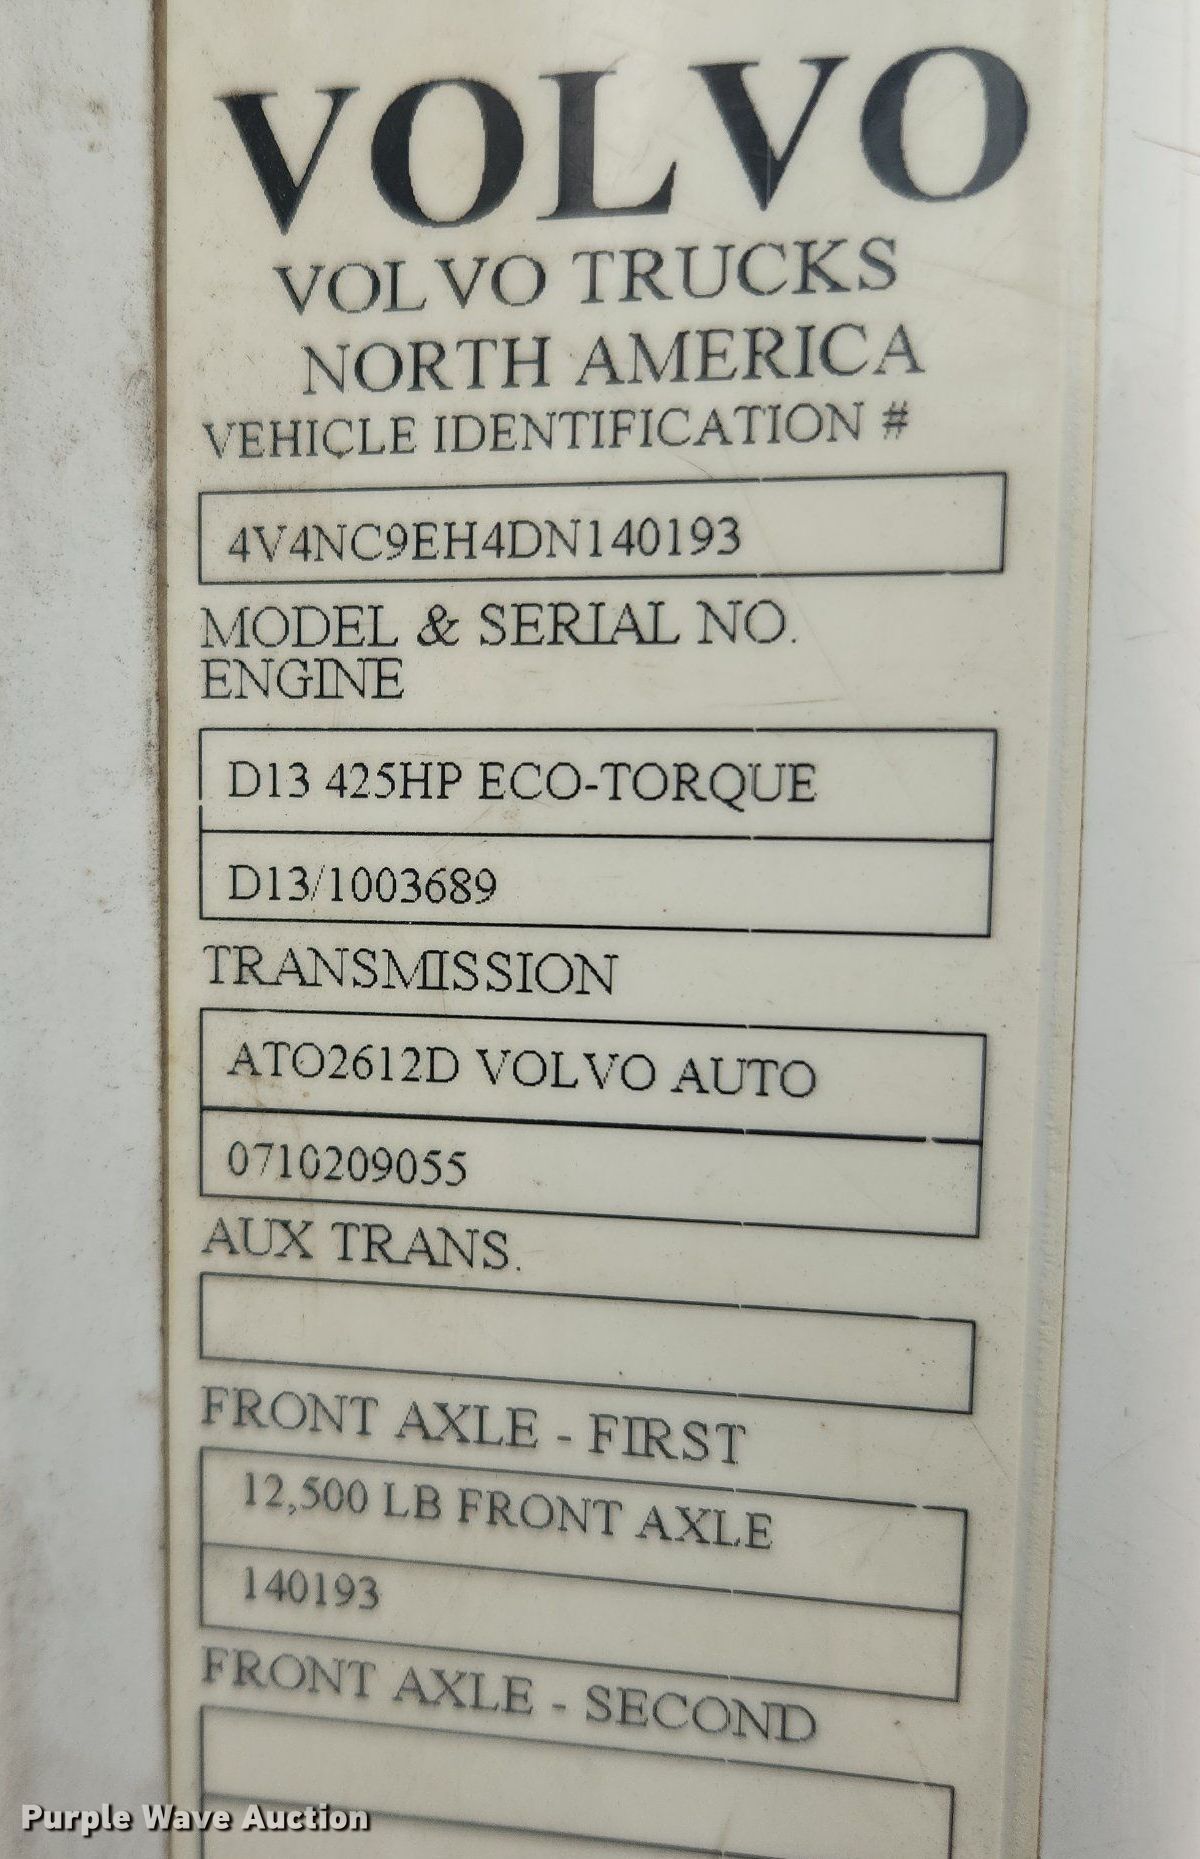 VOLVO
VOLVO TRUCKS
NORTH AMERICA
VEHICLE IDENTIFICATION #
4V4NC9EH4DN140193
MODEL & SERIAL NO.
ENGINE
D13 425HP ECO-TORQUE
D13/1003689
TRANSMISSION
ATO2612D VOLVO AUTO
0710209055
AUX TRANS.
FRONT AXLE - FIRST
12,500 LB FRONT AXLE
140193
FRONT AXLE - SECOND
Purple Wave Auction